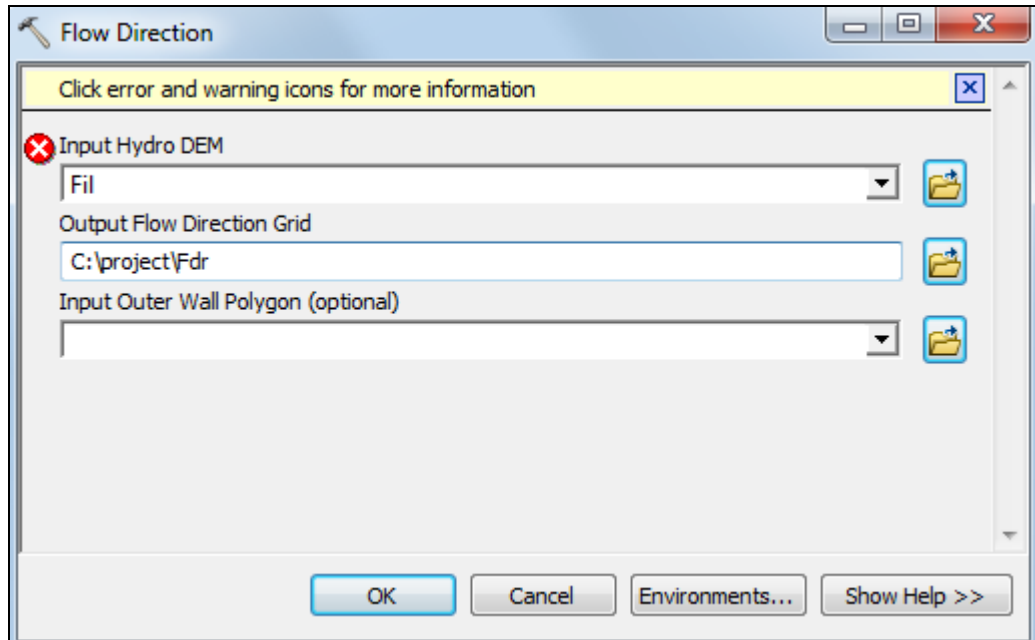 Flow Direction
Click error and warning icons for more information
Input Hydro DEM
Fil
Output Flow Direction Grid
C:\project\Fdr
Input Outer Wall Polygon (optional)
OK Cancel Environments... Show Help >>